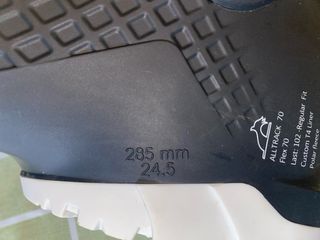 285 mm
24.5
ALLTRACK 70
Flex 70
Last: 102 -Regular Fit
Custom T4 Liner
Polar fleece